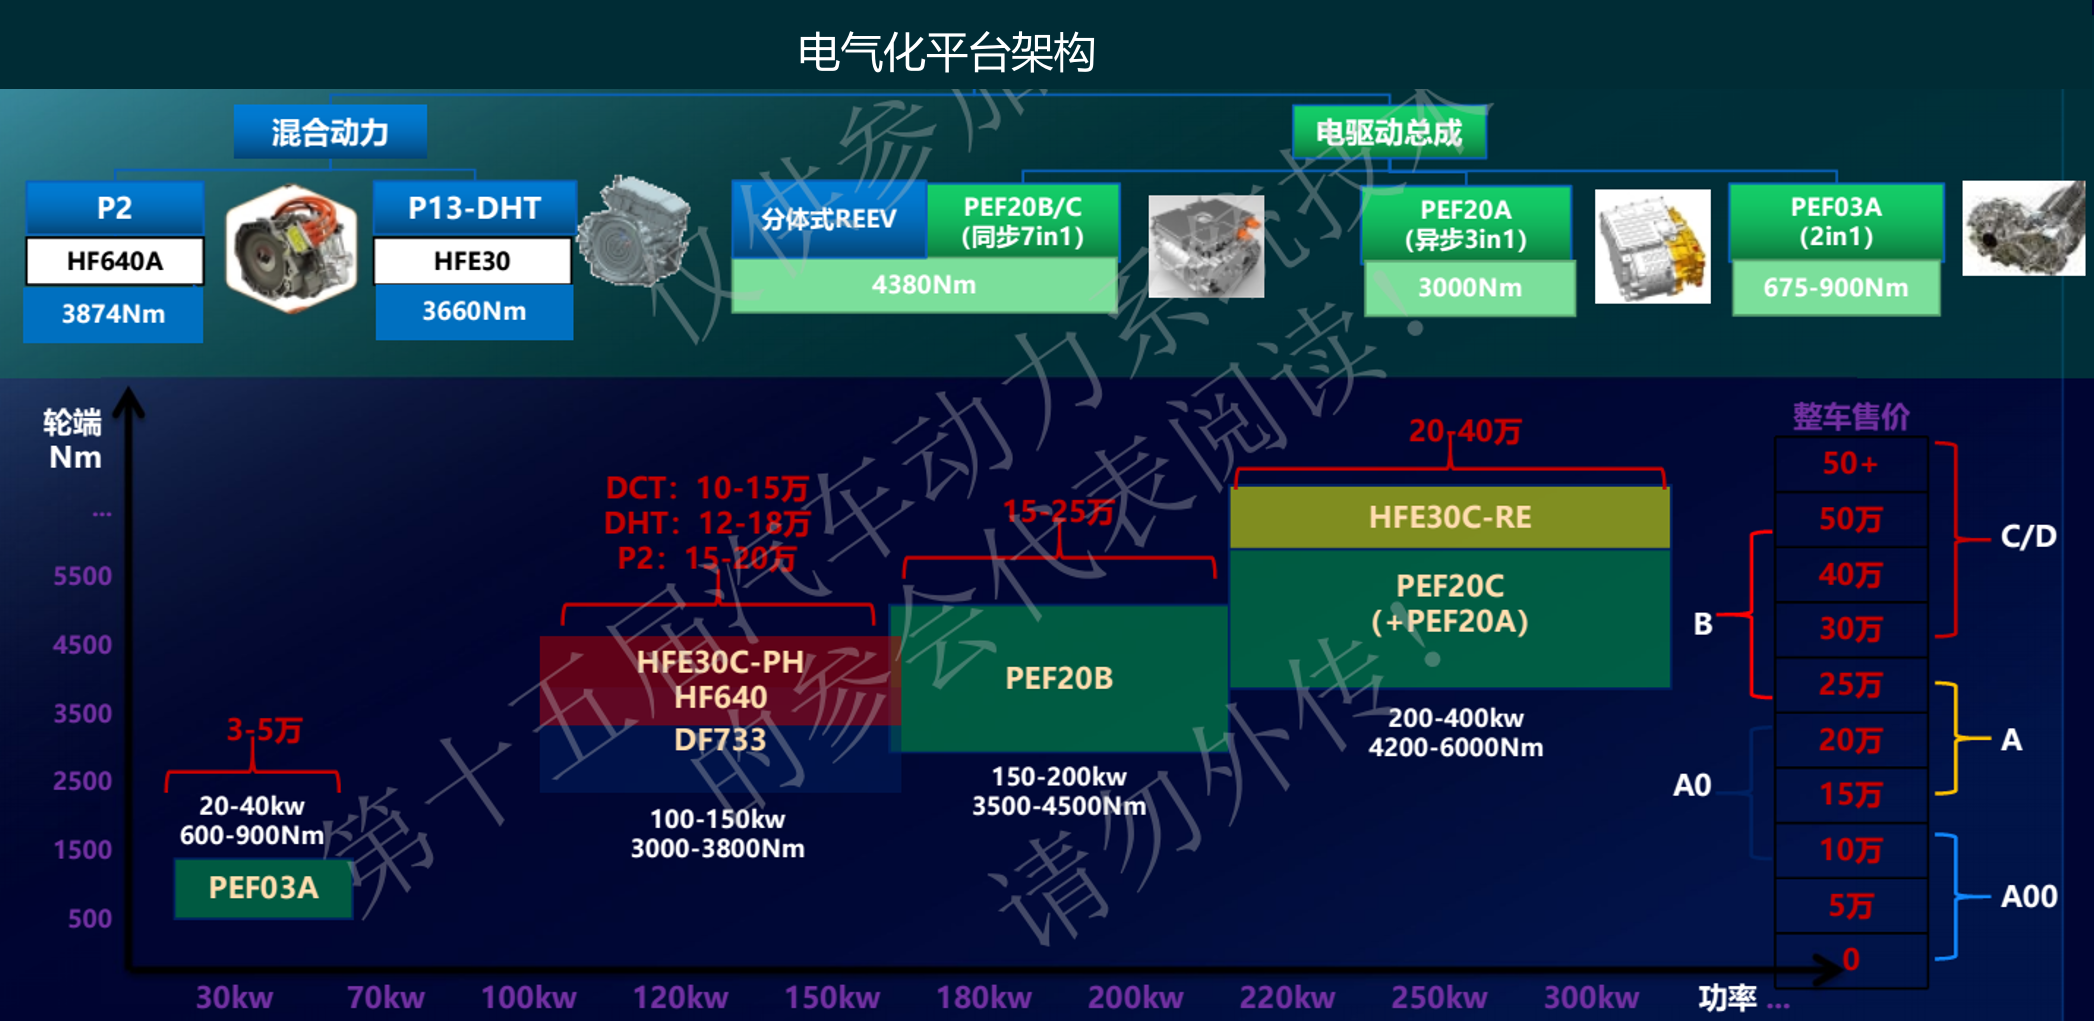 电气化平台架构
混合动力
电驱动总成
P2
HF640A
3874Nm
P13-DHT
HFE30
3660Nm
分体式REEV
PEF20B/C
(同步7in1)
4380Nm
PEF20A
(异步3in1)
3000Nm
PEF03A
(2in1)
675-900Nm
轮端
Nm
...
5500
4500
3500
2500
1500
500
3-5万
20-40kw
600-900Nm
PEF03A
DCT：10-15万
DHT：12-18万
P2：15-20万
HFE30C-PH
HF640
DF733
100-150kw
3000-3800Nm
15-25万
PEF20B
150-200kw
3500-4500Nm
20-40万
HFE30C-RE
PEF20C
(+PEF20A)
200-400kw
4200-6000Nm
整车售价
50+
50万
40万
30万
25万
20万
15万
10万
5万
0
C/D
B
A
A0
A00
30kw
70kw
100kw
120kw
150kw
180kw
200kw
220kw
250kw
300kw
功率 ...
仅供参加
第十五届汽车动力系统技术
的参会代表阅读！
请勿外传！